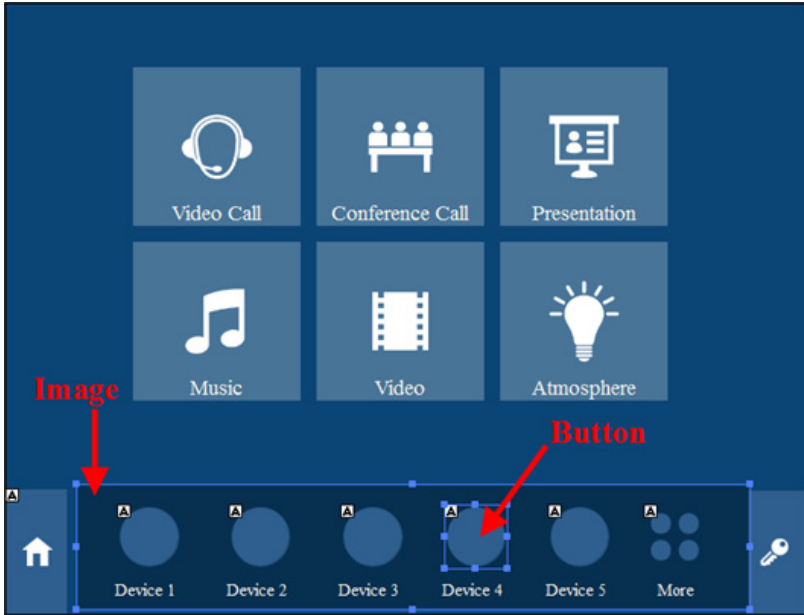 Video Call
Conference Call
Presentation
Music
Video
Atmosphere
Image
Button
A
A
A
A
A
A
A
Device 1
Device 2
Device 3
Device 4
Device 5
More